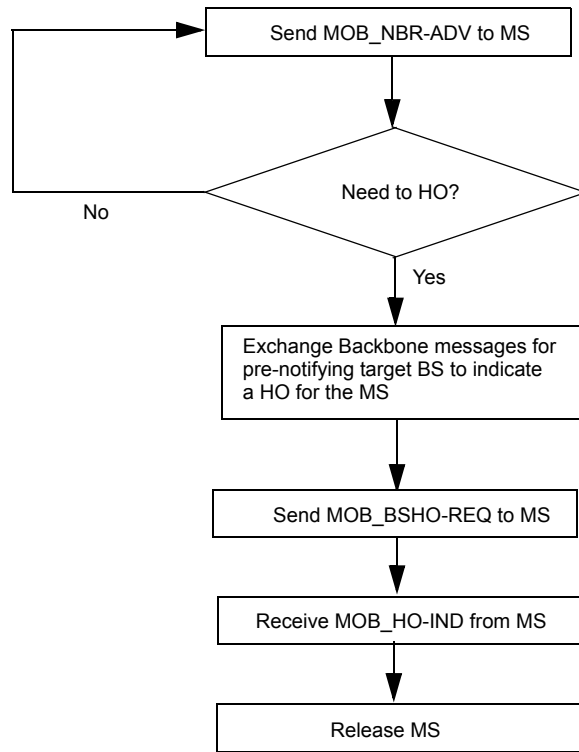 Send MOB_NBR-ADV to MS
Need to HO?
No
Yes
Exchange Backbone messages for
pre-notifying target BS to indicate
a HO for the MS
Send MOB_BSHO-REQ to MS
Receive MOB_HO-IND from MS
Release MS